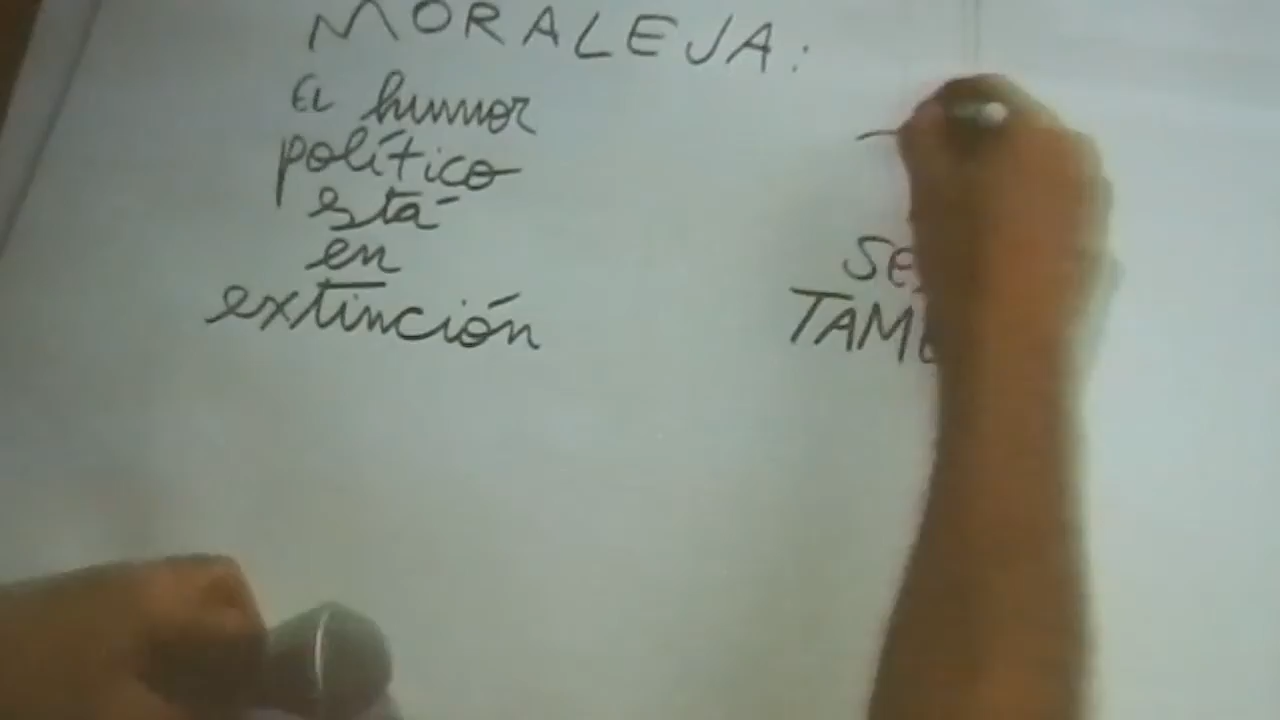 MORALEJA:
El humor
político
está
en
extinción